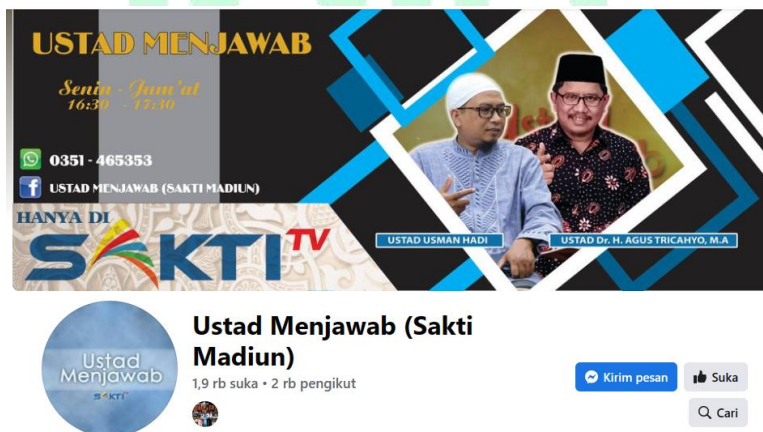 USTAD MENJAWAB
Senin - Jum'at
16:30 - 17:30
0351 - 465353
USTAD MENJAWAB (SAKTI MADIUN)
HANYA DI
SAKTI TV
USTAD USMAN HADI
USTAD Dr. H. AGUS TRICAHYO, M.A
Ustad
Menjawab
SAKTI
Ustad Menjawab (Sakti
Madiun)
1,9 rb suka • 2 rb pengikut
Kirim pesan
Suka
Cari